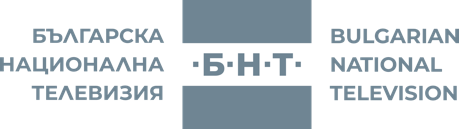 БЪЛГАРСКА
НАЦИОНАЛНА
ТЕЛЕВИЗИЯ
·Б·Н·Т·
BULGARIAN
NATIONAL
TELEVISION